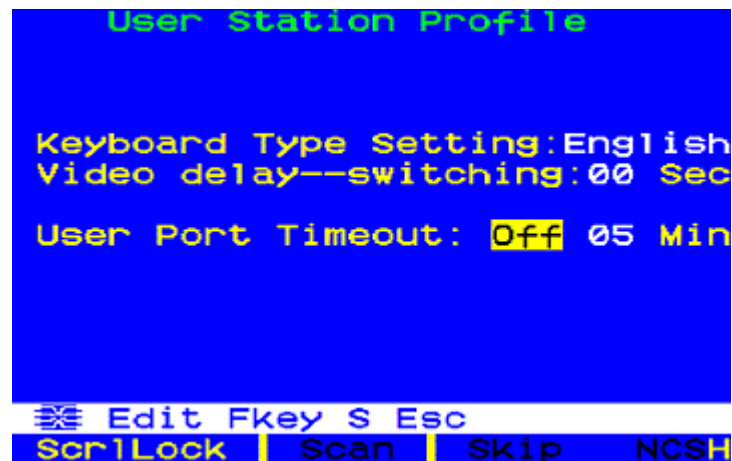 User Station Profile
Keyboard Type Setting:English
Video delay--switching:00 Sec
User Port Timeout: Off 05 Min
Edit Fkey S Esc
ScrlLock Scan Skip NCSH